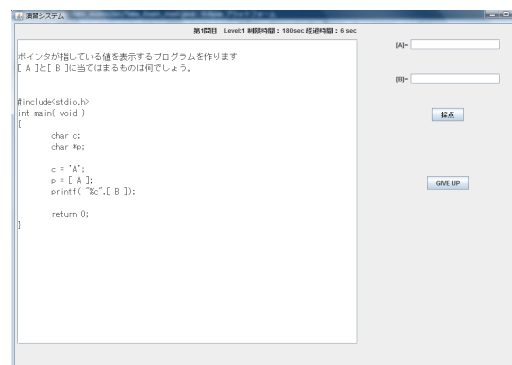 演習システム
第1問目 Level:1 制限時間：180sec 経過時間：6 sec
ポインタが指している値を表示するプログラムを作ります
[ A ]と[ B ]に当てはまるものは何でしょう。
#include<stdio.h>
int main( void )
{
char c;
char *p;
c = 'A';
p = [ A ];
printf( "%c",[ B ]);
return 0;
}
[A]=
[B]=
採点
GIVE UP